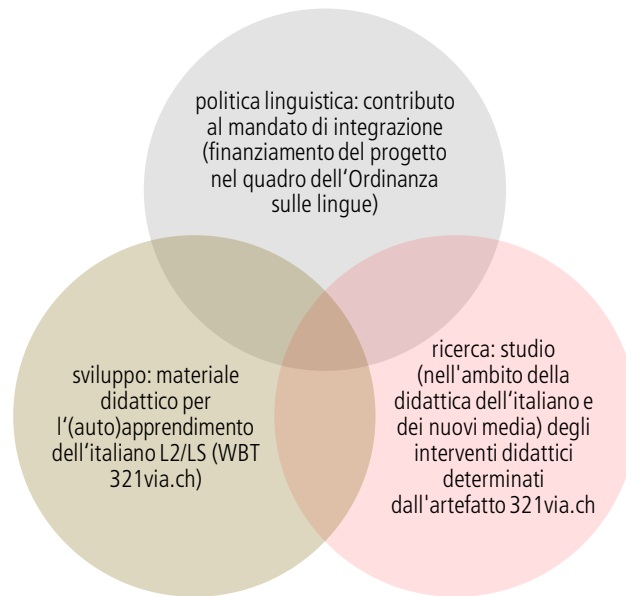 politica linguistica: contributo
al mandato di integrazione
(finanziamento del progetto
nel quadro dell‘Ordinanza
sulle lingue)
sviluppo: materiale
didattico per
l‘(auto)apprendimento
dell‘italiano L2/LS (WBT
321via.ch)
ricerca: studio
(nell'ambito della
didattica dell‘italiano e
dei nuovi media) degli
interventi didattici
determinati
dall'artefatto 321via.ch